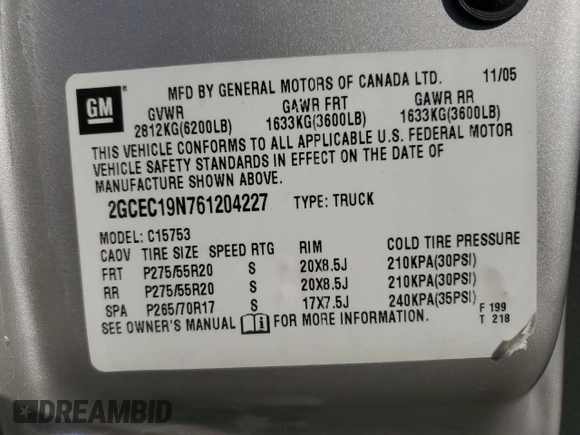 GM
MFD BY GENERAL MOTORS OF CANADA LTD. 11/05
GVWR GAWR FRT GAWR RR
2812KG(6200LB) 1633KG(3600LB) 1633KG(3600LB)
THIS VEHICLE CONFORMS TO ALL APPLICABLE U.S. FEDERAL MOTOR
VEHICLE SAFETY STANDARDS IN EFFECT ON THE DATE OF
MANUFACTURE SHOWN ABOVE.
2GCEC19N761204227 TYPE: TRUCK
MODEL: C15753
CAOV TIRE SIZE SPEED RTG RIM COLD TIRE PRESSURE
FRT P275/55R20 S 20X8.5J 210KPA(30PSI)
RR P275/55R20 S 20X8.5J 210KPA(30PSI)
SPA P265/70R17 S 17X7.5J 240KPA(35PSI)
SEE OWNER'S MANUAL i FOR MORE INFORMATION.
F 199
T 218
DREAMBID